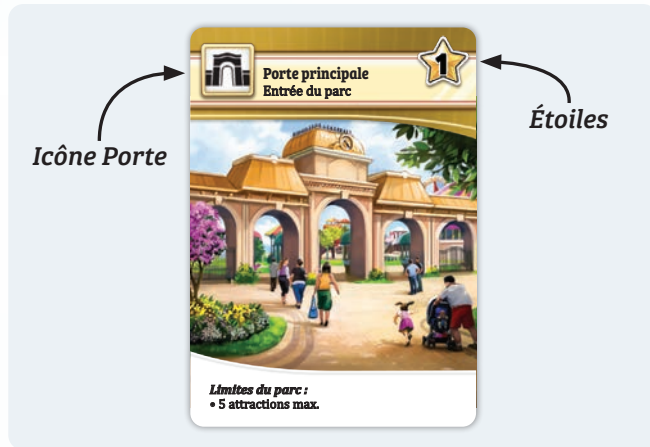 Porte principale
Entrée du parc
1
Icône Porte
Étoiles
Limites du parc :
• 5 attractions max.